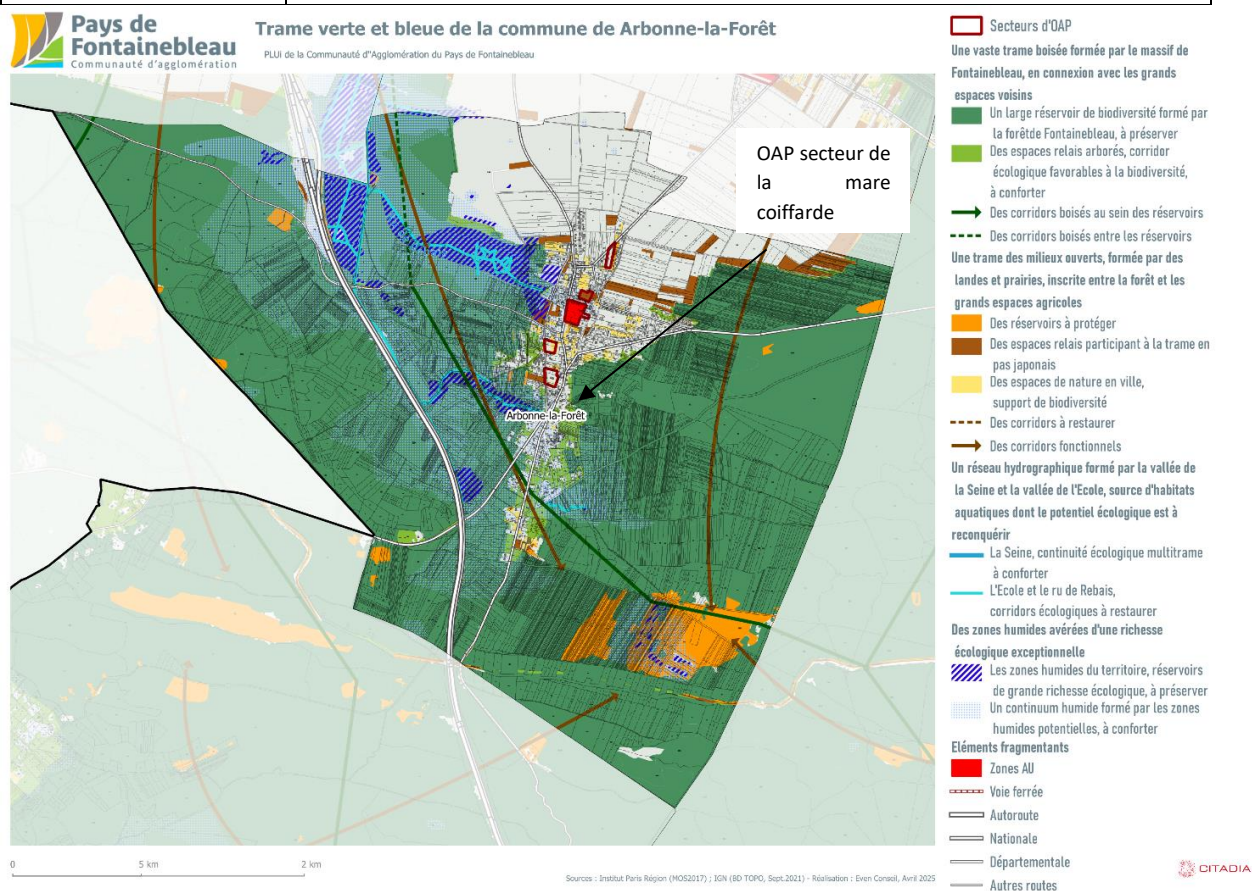 Pays de
Fontainebleau
Communauté d'agglomération
Trame verte et bleue de la commune de Arbonne-la-Forêt
PLUi de la Communauté d"Agglomération du Pays de Fontainebleau
OAP secteur de
la mare
coiffarde
Arbonne-la-Forêt
Secteurs d'OAP
Une vaste trame boisée formée par le massif de
Fontainebleau, en connexion avec les grands
espaces voisins
Un large réservoir de biodiversité formé par
la forêtde Fontainebleau, à préserver
Des espaces relais arborés, corridor
écologique favorables à la biodiversité,
à conforter
Des corridors boisés au sein des réservoirs
Des corridors boisés entre les réservoirs
Une trame des milieux ouverts, formée par des
landes et prairies, inscrite entre la forêt et les
grands espaces agricoles
Des réservoirs à protéger
Des espaces relais participant à la trame en
pas japonais
Des espaces de nature en ville,
support de biodiversité
Des corridors à restaurer
Des corridors fonctionnels
Un réseau hydrographique formé par la vallée de
la Seine et la vallée de l'Ecole, source d'habitats
aquatiques dont le potentiel écologique est à
reconquérir
La Seine, continuité écologique multitrame
à conforter
L'Ecole et le ru de Rebais,
corridors écologiques à restaurer
Des zones humides avérées d'une richesse
écologique exceptionnelle
Les zones humides du territoire, réservoirs
de grande richesse écologique, à préserver
Un continuum humide formé par les zones
humides potentielles, à conforter
Eléments fragmentants
Zones AU
Voie ferrée
Autoroute
Nationale
Départementale
Autres routes
0 5 km 2 km
Sources : Institut Paris Région (MOS2017) ; IGN (BD TOPO, Sept.2021) - Réalisation : Even Conseil, Avril 2025
CITADIA